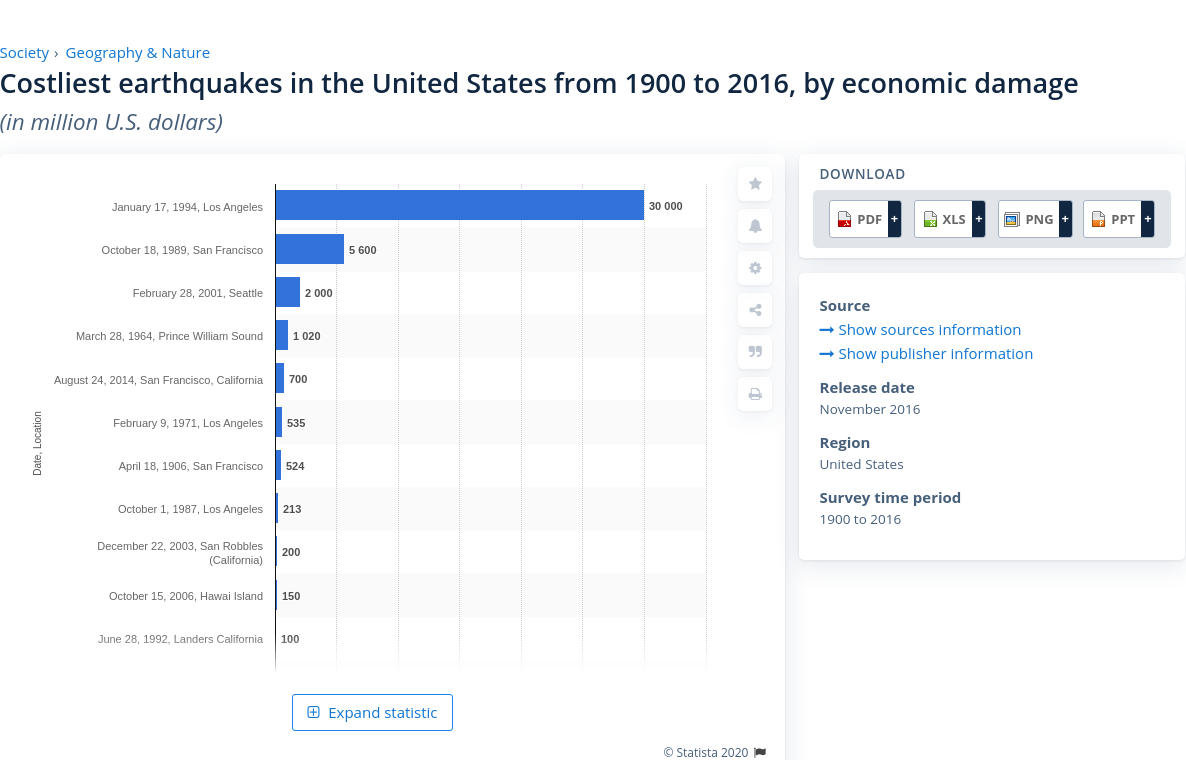 Society › Geography & Nature
Costliest earthquakes in the United States from 1900 to 2016, by economic damage
(in million U.S. dollars)
Date, Location
January 17, 1994, Los Angeles 30 000
October 18, 1989, San Francisco 5 600
February 28, 2001, Seattle 2 000
March 28, 1964, Prince William Sound 1 020
August 24, 2014, San Francisco, California 700
February 9, 1971, Los Angeles 535
April 18, 1906, San Francisco 524
October 1, 1987, Los Angeles 213
December 22, 2003, San Robbles
(California) 200
October 15, 2006, Hawai Island 150
June 28, 1992, Landers California 100
Expand statistic
© Statista 2020
DOWNLOAD
PDF + XLS + PNG + PPT +
Source
Show sources information
Show publisher information
Release date
November 2016
Region
United States
Survey time period
1900 to 2016